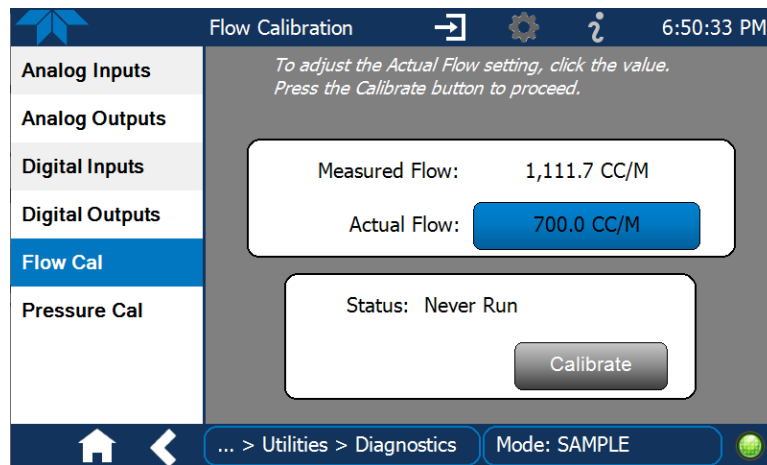 Flow Calibration
6:50:33 PM
Analog Inputs
Analog Outputs
Digital Inputs
Digital Outputs
Flow Cal
Pressure Cal
To adjust the Actual Flow setting, click the value.
Press the Calibrate button to proceed.
Measured Flow: 1,111.7 CC/M
Actual Flow: 700.0 CC/M
Status: Never Run
Calibrate
... > Utilities > Diagnostics
Mode: SAMPLE